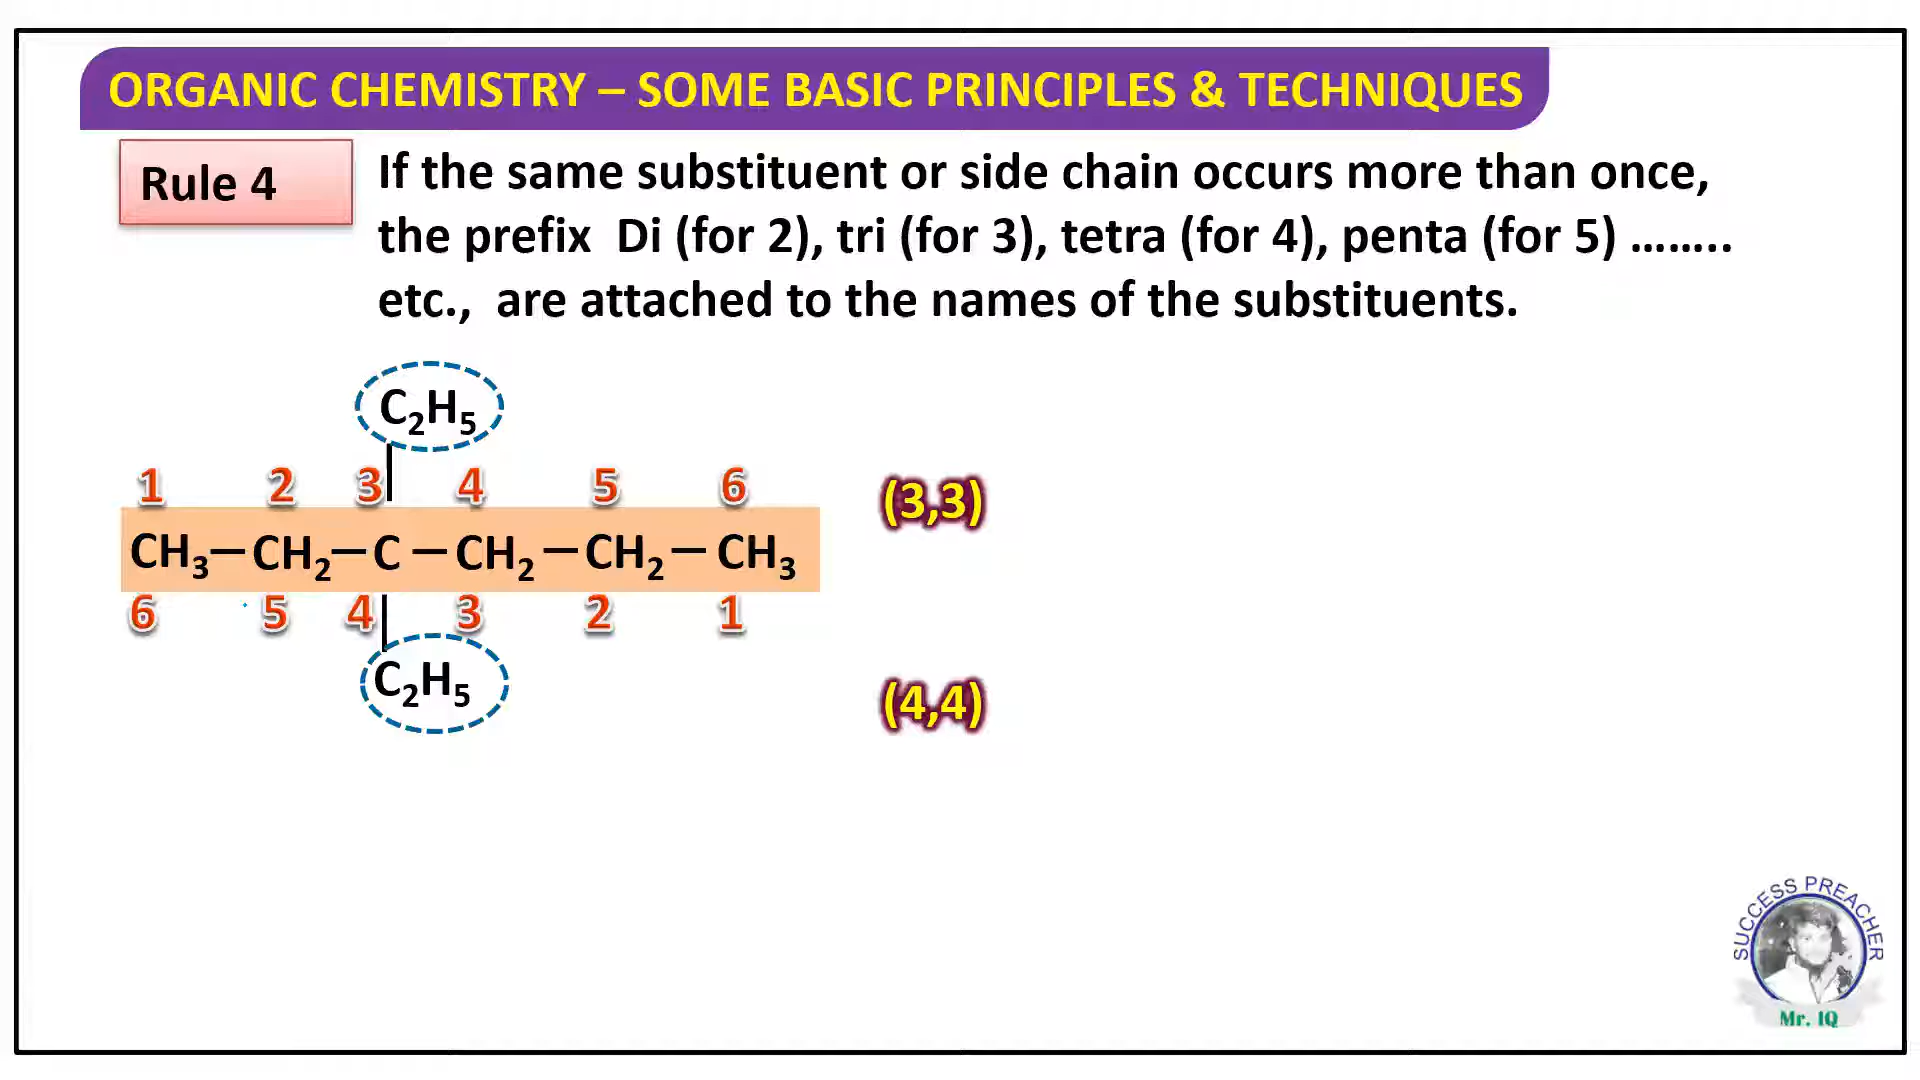 ORGANIC CHEMISTRY – SOME BASIC PRINCIPLES & TECHNIQUES
Rule 4
If the same substituent or side chain occurs more than once,
the prefix Di (for 2), tri (for 3), tetra (for 4), penta (for 5) ……..
etc., are attached to the names of the substituents.
C₂H₅
1 2 3 4 5 6
(3,3)
CH₃—CH₂—C—CH₂—CH₂—CH₃
6 5 4 3 2 1
C₂H₅
(4,4)
SUCCESS PREACHER
Mr. IQ